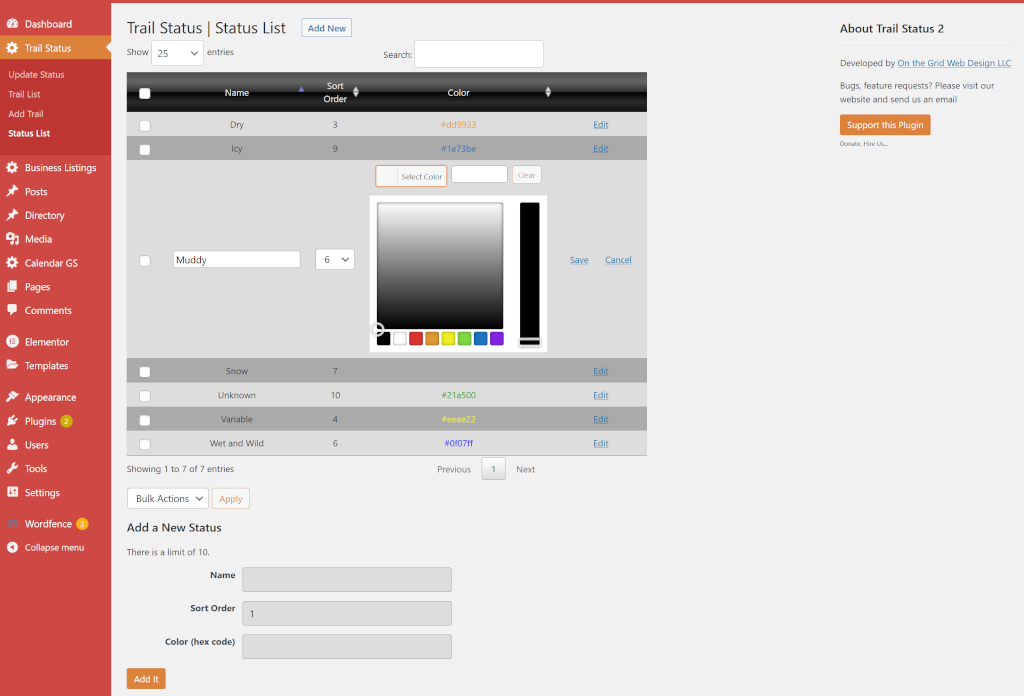 Dashboard
Trail Status
Update Status
Trail List
Add Trail
Status List
Business Listings
Posts
Directory
Media
Calendar GS
Pages
Comments
Elementor
Templates
Appearance
Plugins 2
Users
Tools
Settings
Wordfence 3
Collapse menu
Trail Status | Status List Add New
Show 25 entries Search:
Name Sort Order Color
Dry 3 #dd9933 Edit
Icy 9 #1e73be Edit
Select Color Clear
Muddy 6 Save Cancel
Snow 7 Edit
Unknown 10 #21a500 Edit
Variable 4 #eeee22 Edit
Wet and Wild 6 #0f07ff Edit
Showing 1 to 7 of 7 entries Previous 1 Next
Bulk Actions Apply
Add a New Status
There is a limit of 10.
Name
Sort Order 1
Color (hex code)
Add It
About Trail Status 2
Developed by On the Grid Web Design LLC
Bugs, feature requests? Please visit our
website and send us an email
Support this Plugin
Donate, Hire Us...